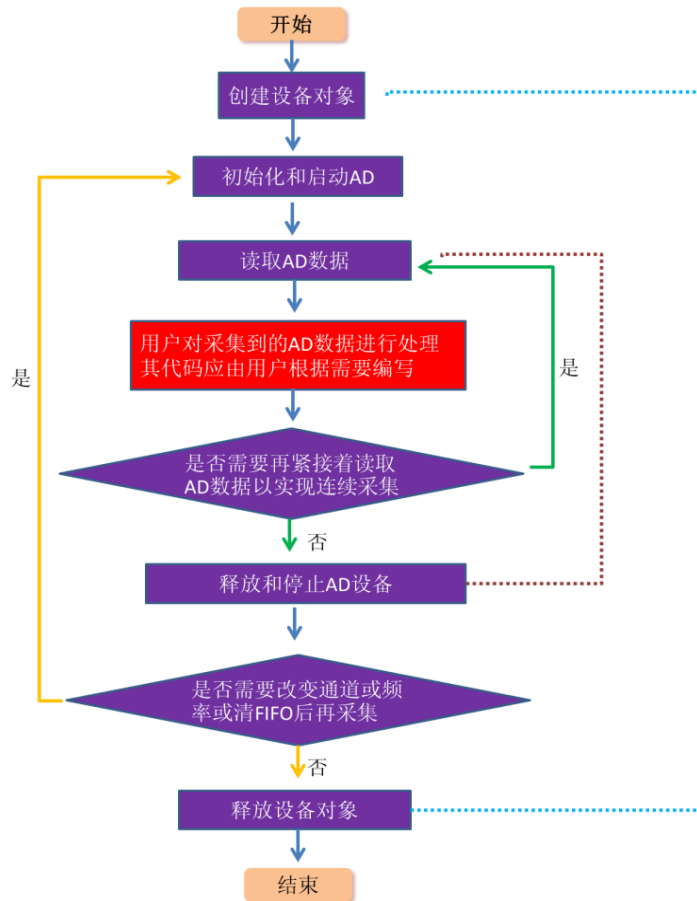 开始
创建设备对象
初始化和启动AD
读取AD数据
用户对采集到的AD数据进行处理
其代码应由用户根据需要编写
是
是
是否需要再紧接着读取
AD数据以实现连续采集
否
释放和停止AD设备
是否需要改变通道或频
率或清FIFO后再采集
否
释放设备对象
结束